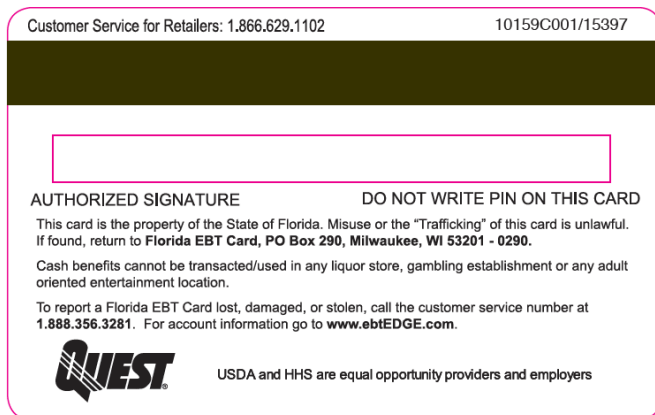 Customer Service for Retailers: 1.866.629.1102 10159C001/15397
AUTHORIZED SIGNATURE DO NOT WRITE PIN ON THIS CARD
This card is the property of the State of Florida. Misuse or the “Trafficking” of this card is unlawful.
If found, return to Florida EBT Card, PO Box 290, Milwaukee, WI 53201 - 0290.
Cash benefits cannot be transacted/used in any liquor store, gambling establishment or any adult
oriented entertainment location.
To report a Florida EBT Card lost, damaged, or stolen, call the customer service number at
1.888.356.3281. For account information go to www.ebtEDGE.com.
QUEST®
USDA and HHS are equal opportunity providers and employers